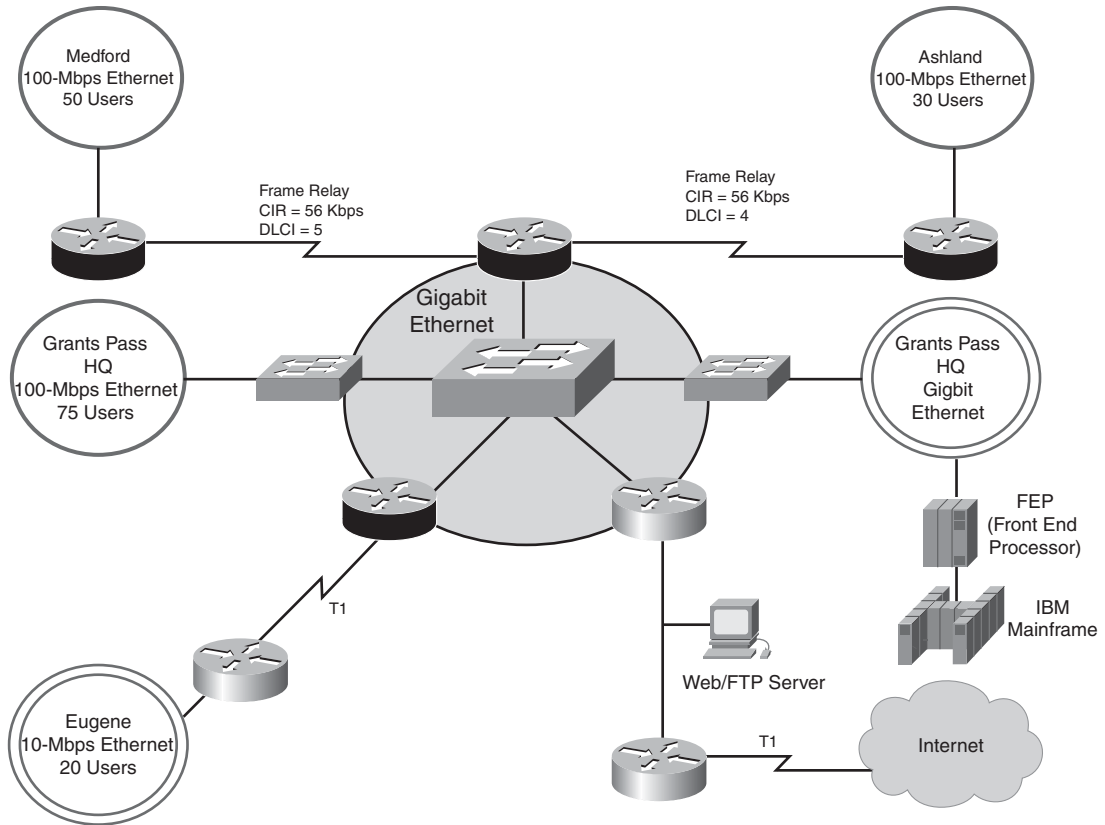 Medford
100-Mbps Ethernet
50 Users
Ashland
100-Mbps Ethernet
30 Users
Frame Relay
CIR = 56 Kbps
DLCI = 5
Frame Relay
CIR = 56 Kbps
DLCI = 4
Gigabit
Ethernet
Grants Pass
HQ
100-Mbps Ethernet
75 Users
Grants Pass
HQ
Gigbit
Ethernet
FEP
(Front End
Processor)
T1
IBM
Mainframe
Web/FTP Server
Eugene
10-Mbps Ethernet
20 Users
T1
Internet